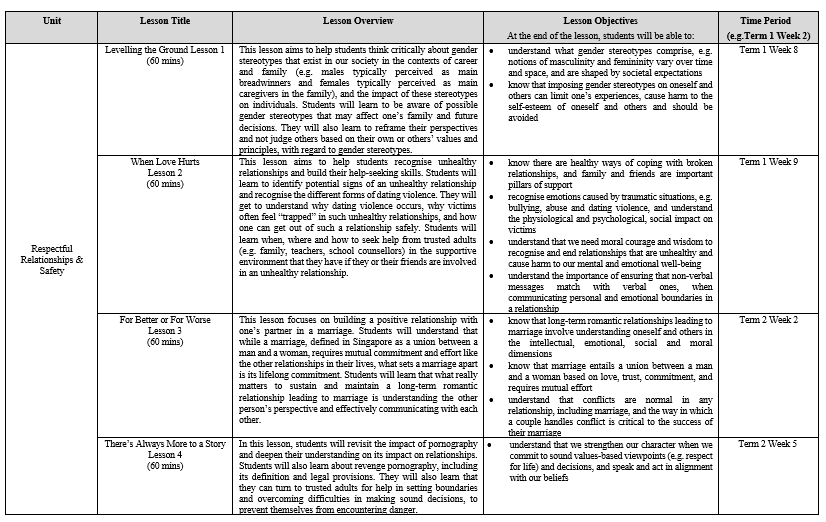 Unit
Lesson Title
Lesson Overview
Lesson Objectives
At the end of the lesson, students will be able to:
Time Period
(e.g.Term 1 Week 2)
Respectful
Relationships &
Safety
Levelling the Ground Lesson 1
(60 mins)
This lesson aims to help students think critically about gender
stereotypes that exist in our society in the contexts of career
and family (e.g. males typically perceived as main
breadwinners and females typically perceived as main
caregivers in the family), and the impact of these stereotypes
on individuals. Students will learn to be aware of possible
gender stereotypes that may affect one's family and future
decisions. They will also learn to reframe their perspectives
and not judge others based on their own or others' values and
principles, with regard to gender stereotypes.
• understand what gender stereotypes comprise, e.g.
notions of masculinity and femininity vary over time
and space, and are shaped by societal expectations
• know that imposing gender stereotypes on oneself and
others can limit one's experiences, cause harm to the
self-esteem of oneself and others and should be
avoided
Term 1 Week 8
When Love Hurts
Lesson 2
(60 mins)
This lesson aims to help students recognise unhealthy
relationships and build their help-seeking skills. Students will
learn to identify potential signs of an unhealthy relationship
and recognise the different forms of dating violence. They will
get to understand why dating violence occurs, why victims
often feel "trapped" in such unhealthy relationships, and how
one can get out of such a relationship safely. Students will
learn when, where and how to seek help from trusted adults
(e.g. family, teachers, school counsellors) in the supportive
environment that they have if they or their friends are involved
in an unhealthy relationship.
• know there are healthy ways of coping with broken
relationships, and family and friends are important
pillars of support
• recognise emotions caused by traumatic situations, e.g.
bullying, abuse and dating violence, and understand
the physiological and psychological, social impact on
victims
• understand that we need moral courage and wisdom to
recognise and end relationships that are unhealthy and
cause harm to our mental and emotional well-being
• understand the importance of ensuring that non-verbal
messages match with verbal ones, when
communicating personal and emotional boundaries in
a relationship
Term 1 Week 9
For Better or For Worse
Lesson 3
(60 mins)
This lesson focuses on building a positive relationship with
one's partner in a marriage. Students will understand that
while a marriage, defined in Singapore as a union between a
man and a woman, requires mutual commitment and effort like
the other relationships in their lives, what sets a marriage apart
is its lifelong commitment. Students will learn that what really
matters to sustain and maintain a long-term romantic
relationship leading to marriage is understanding the other
person's perspective and effectively communicating with each
other.
• know that long-term romantic relationships leading to
marriage involve understanding oneself and others in
the intellectual, emotional, social and moral
dimensions
• know that marriage entails a union between a man
and a woman based on love, trust, commitment, and
requires mutual effort
• understand that conflicts are normal in any
relationship, including marriage, and the way in which
a couple handles conflict is critical to the success of
their marriage
Term 2 Week 2
There's Always More to a Story
Lesson 4
(60 mins)
In this lesson, students will revisit the impact of pornography
and deepen their understanding on its impact on relationships.
Students will also learn about revenge pornography, including
its definition and legal provisions. They will also learn that
they can turn to trusted adults for help in setting boundaries
and overcoming difficulties in making sound decisions, to
prevent themselves from encountering danger.
• understand that we strengthen our character when we
commit to sound values-based viewpoints (e.g. respect
for life) and decisions, and speak and act in alignment
with our beliefs
Term 2 Week 5